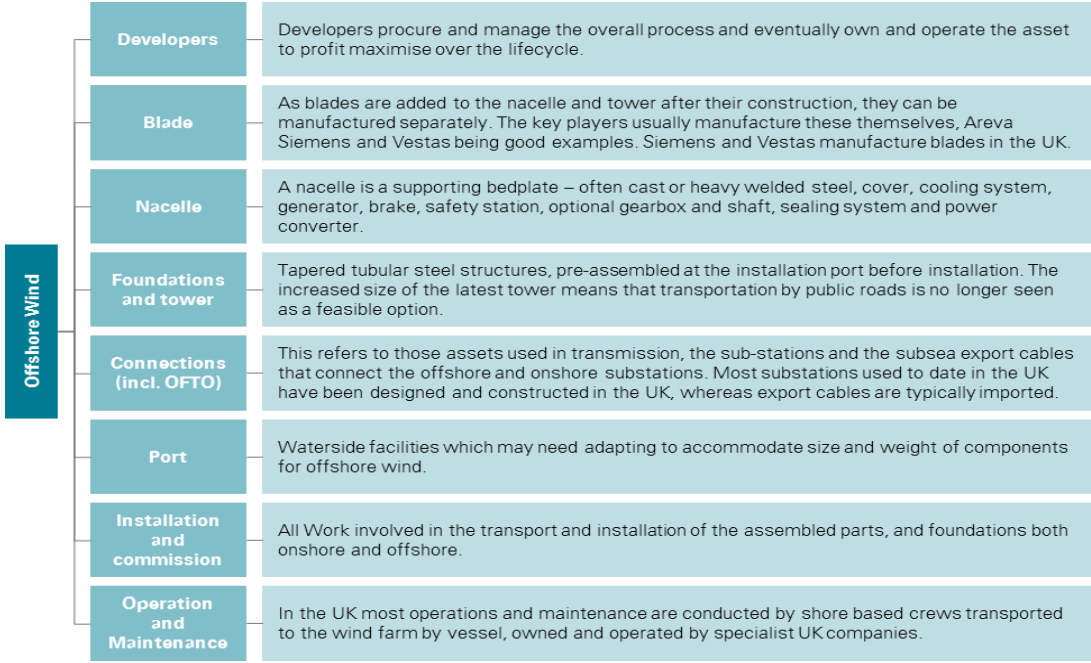 Offshore Wind
Developers
Developers procure and manage the overall process and eventually own and operate the asset
to profit maximise over the lifecycle.
Blade
As blades are added to the nacelle and tower after their construction, they can be
manufactured separately. The key players usually manufacture these themselves, Areva
Siemens and Vestas being good examples. Siemens and Vestas manufacture blades in the UK.
Nacelle
A nacelle is a supporting bedplate – often cast or heavy welded steel, cover, cooling system,
generator, brake, safety station, optional gearbox and shaft, sealing system and power
converter.
Foundations
and tower
Tapered tubular steel structures, pre-assembled at the installation port before installation. The
increased size of the latest tower means that transportation by public roads is no longer seen
as a feasible option.
Connections
(incl. OFTO)
This refers to those assets used in transmission, the sub-stations and the subsea export cables
that connect the offshore and onshore substations. Most substations used to date in the UK
have been designed and constructed in the UK, whereas export cables are typically imported.
Port
Waterside facilities which may need adapting to accommodate size and weight of components
for offshore wind.
Installation
and
commission
All Work involved in the transport and installation of the assembled parts, and foundations both
onshore and offshore.
Operation
and
Maintenance
In the UK most operations and maintenance are conducted by shore based crews transported
to the wind farm by vessel, owned and operated by specialist UK companies.